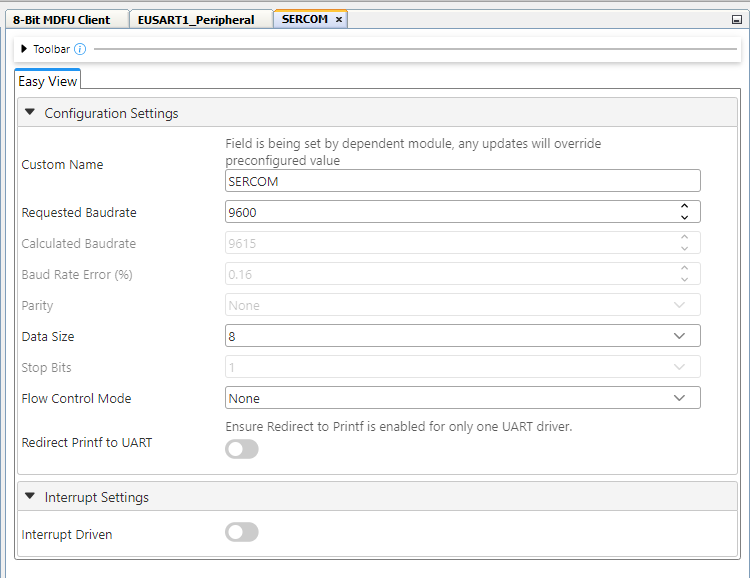 8-Bit MDFU Client EUSART1_Peripheral SERCOM ×
Toolbar i
Easy View
Configuration Settings
Field is being set by dependent module, any updates will override
preconfigured value
Custom Name
SERCOM
Requested Baudrate 9600
Calculated Baudrate 9615
Baud Rate Error (%) 0.16
Parity None
Data Size 8
Stop Bits 1
Flow Control Mode None
Ensure Redirect to Printf is enabled for only one UART driver.
Redirect Printf to UART
Interrupt Settings
Interrupt Driven